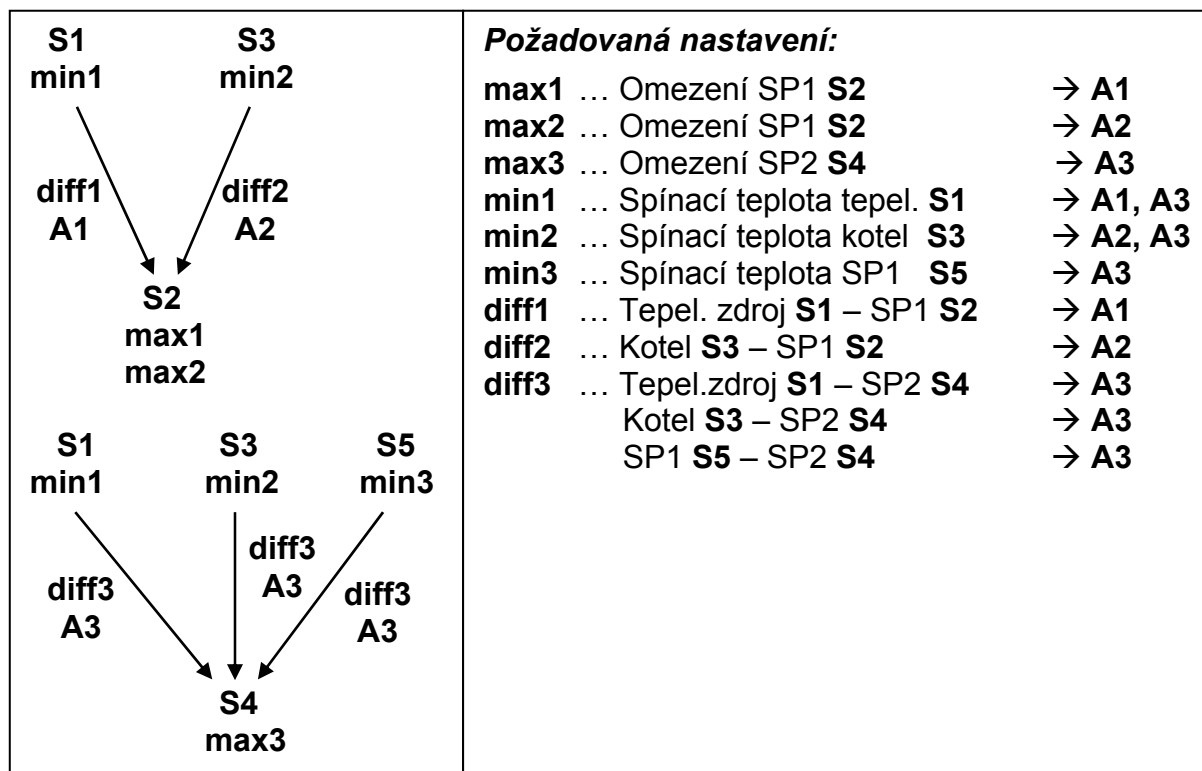 S1 S3
min1 min2
diff1 diff2
A1 A2
S2
max1
max2
S1 S3 S5
min1 min2 min3
diff3
A3
diff3 diff3
A3 A3
S4
max3
Požadovaná nastavení:
max1 … Omezení SP1 S2 → A1
max2 … Omezení SP1 S2 → A2
max3 … Omezení SP2 S4 → A3
min1 … Spínací teplota tepel. S1 → A1, A3
min2 … Spínací teplota kotel S3 → A2, A3
min3 … Spínací teplota SP1 S5 → A3
diff1 … Tepel. zdroj S1 – SP1 S2 → A1
diff2 … Kotel S3 – SP1 S2 → A2
diff3 … Tepel.zdroj S1 – SP2 S4 → A3
Kotel S3 – SP2 S4 → A3
SP1 S5 – SP2 S4 → A3